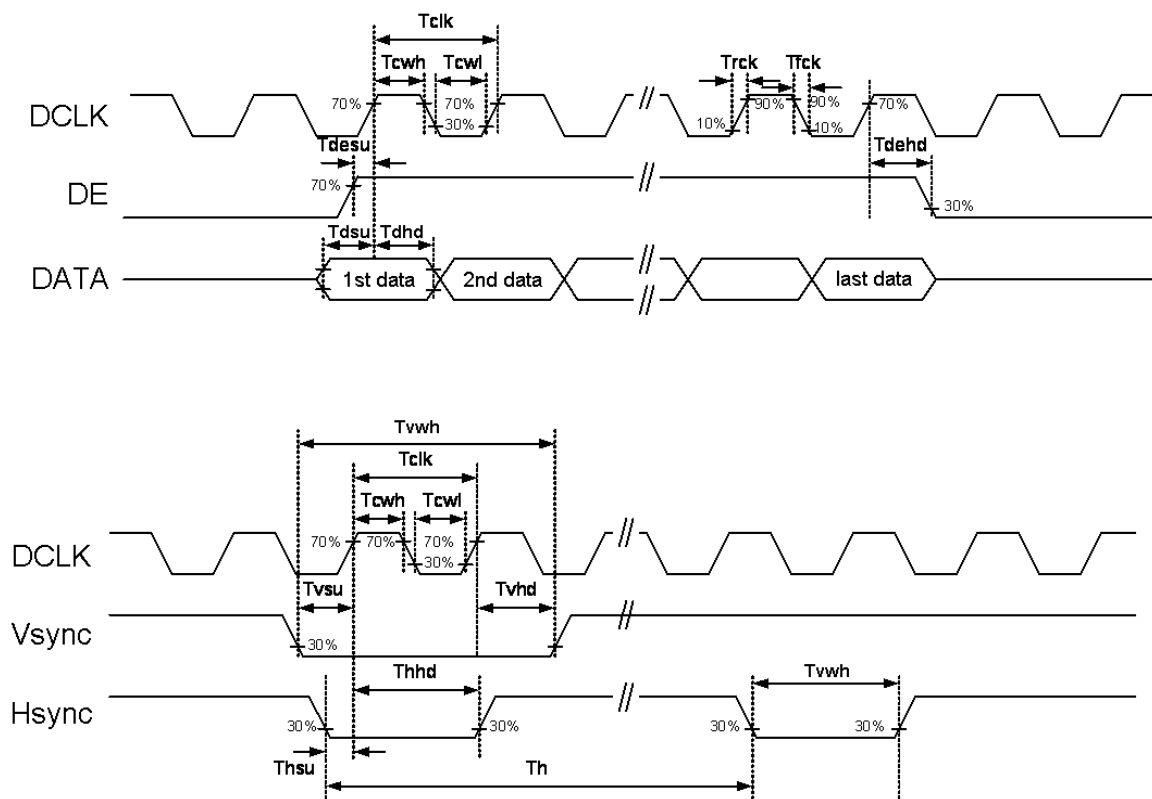 Tclk
Tcwh Tcwl Trck Tfck
DCLK 70% 70% 30% 10% 90% 90% 10% 70%
Tdesu Tdehd
DE 70% 30%
Tdsu Tdhd
DATA 1st data 2nd data last data
Tvwh
Tclk
Tcwh Tcwl
DCLK 70% 70% 70% 30%
Tvsu Tvhd
Vsync 30%
Thhd Tvwh
Hsync 30% 30% 30% 30%
Thsu Th